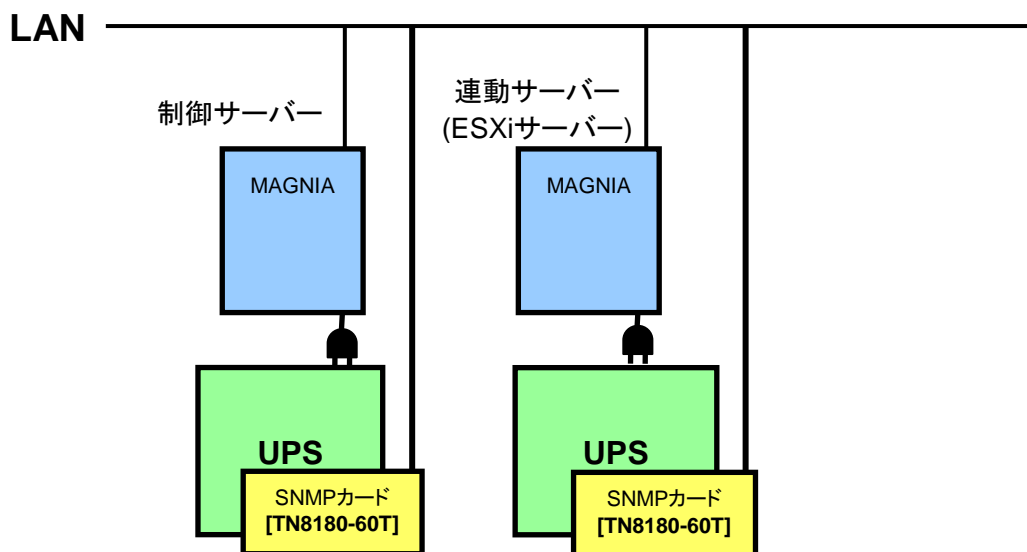 LAN
制御サーバー
連動サーバー
(ESXiサーバー)
MAGNIA
MAGNIA
UPS
SNMPカード
[TN8180-60T]
UPS
SNMPカード
[TN8180-60T]